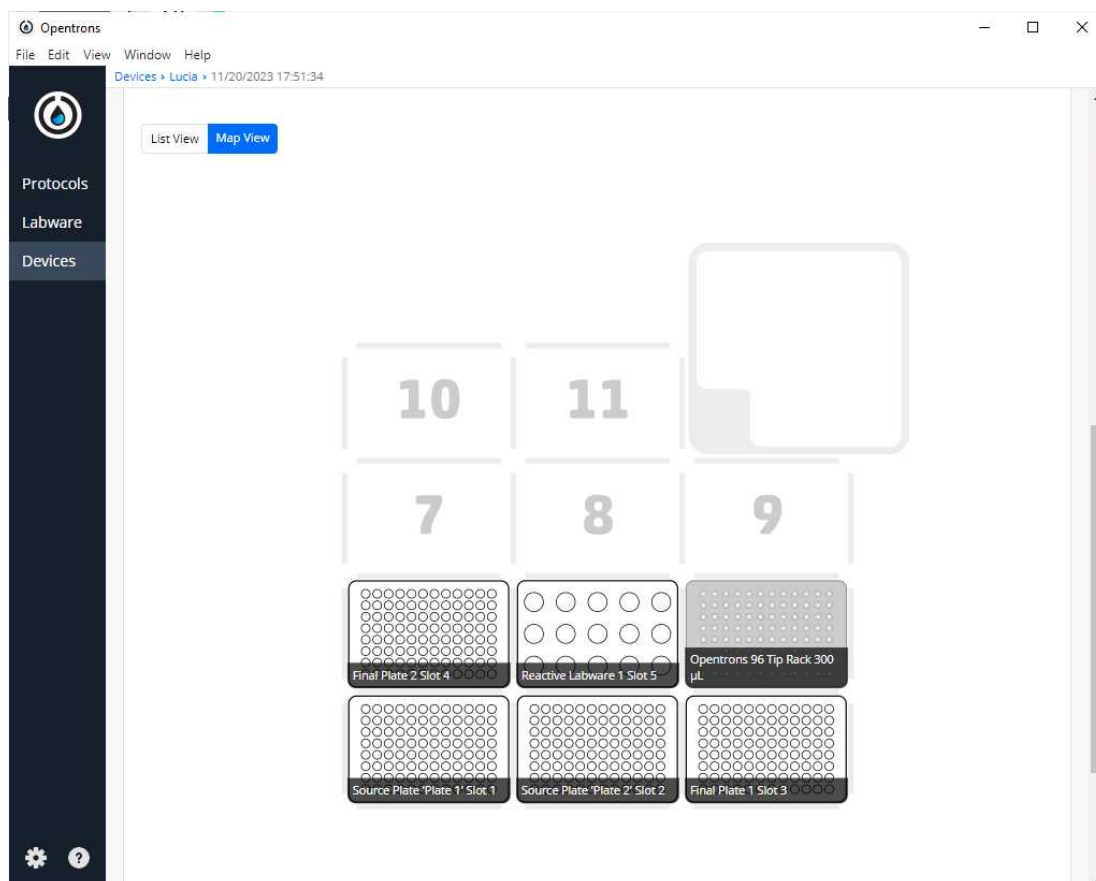 Opentrons
File Edit View Window Help
Devices › Lucia › 11/20/2023 17:51:34
List View Map View
Protocols
Labware
Devices
10 11
7 8 9
Final Plate 2 Slot 4
Reactive Labware 1 Slot 5
Opentrons 96 Tip Rack 300
µL
Source Plate 'Plate 1' Slot 1
Source Plate 'Plate 2' Slot 2
Final Plate 1 Slot 3
?